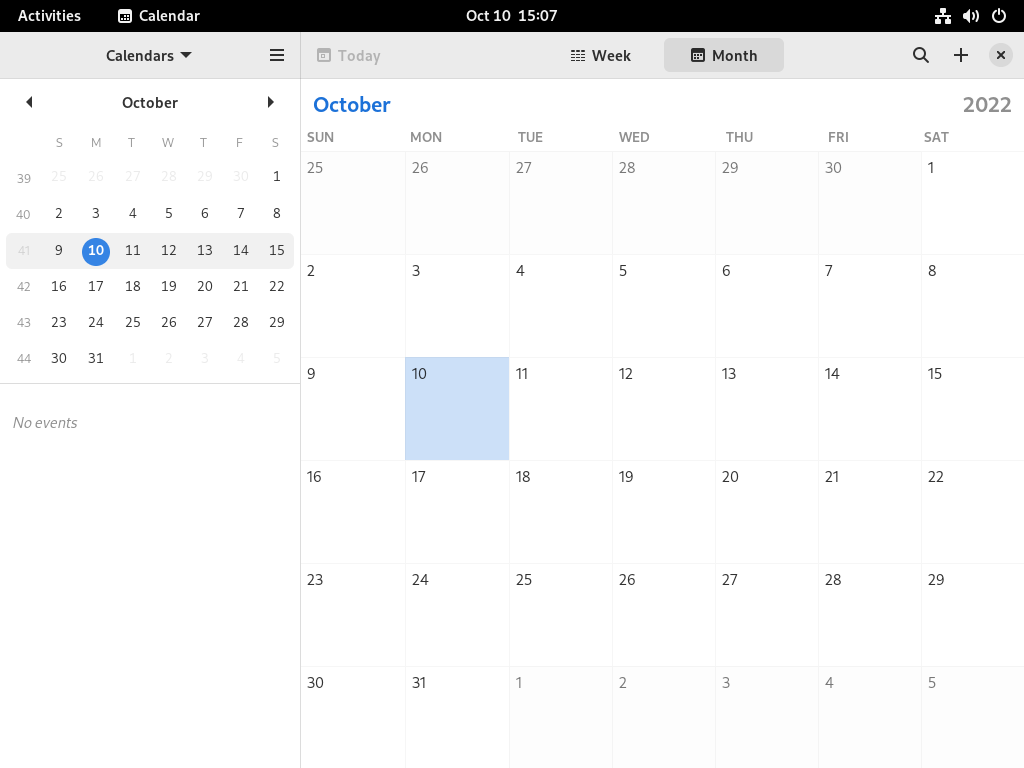 Activities Calendar Oct 10 15:07
Calendars Today Week Month
October
S M T W T F S
39 25 26 27 28 29 30 1
40 2 3 4 5 6 7 8
41 9 10 11 12 13 14 15
42 16 17 18 19 20 21 22
43 23 24 25 26 27 28 29
44 30 31 1 2 3 4 5
No events
October 2022
SUN MON TUE WED THU FRI SAT
25 26 27 28 29 30 1
2 3 4 5 6 7 8
9 10 11 12 13 14 15
16 17 18 19 20 21 22
23 24 25 26 27 28 29
30 31 1 2 3 4 5